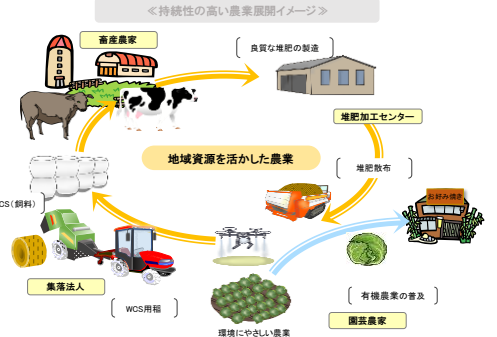 ≪持続性の高い農業展開イメージ≫
畜産農家
良質な堆肥の製造
堆肥加工センター
地域資源を活かした農業
堆肥散布
お好み焼き
CS(飼料)
集落法人
WCS用稲
有機農業の普及
園芸農家
環境にやさしい農業